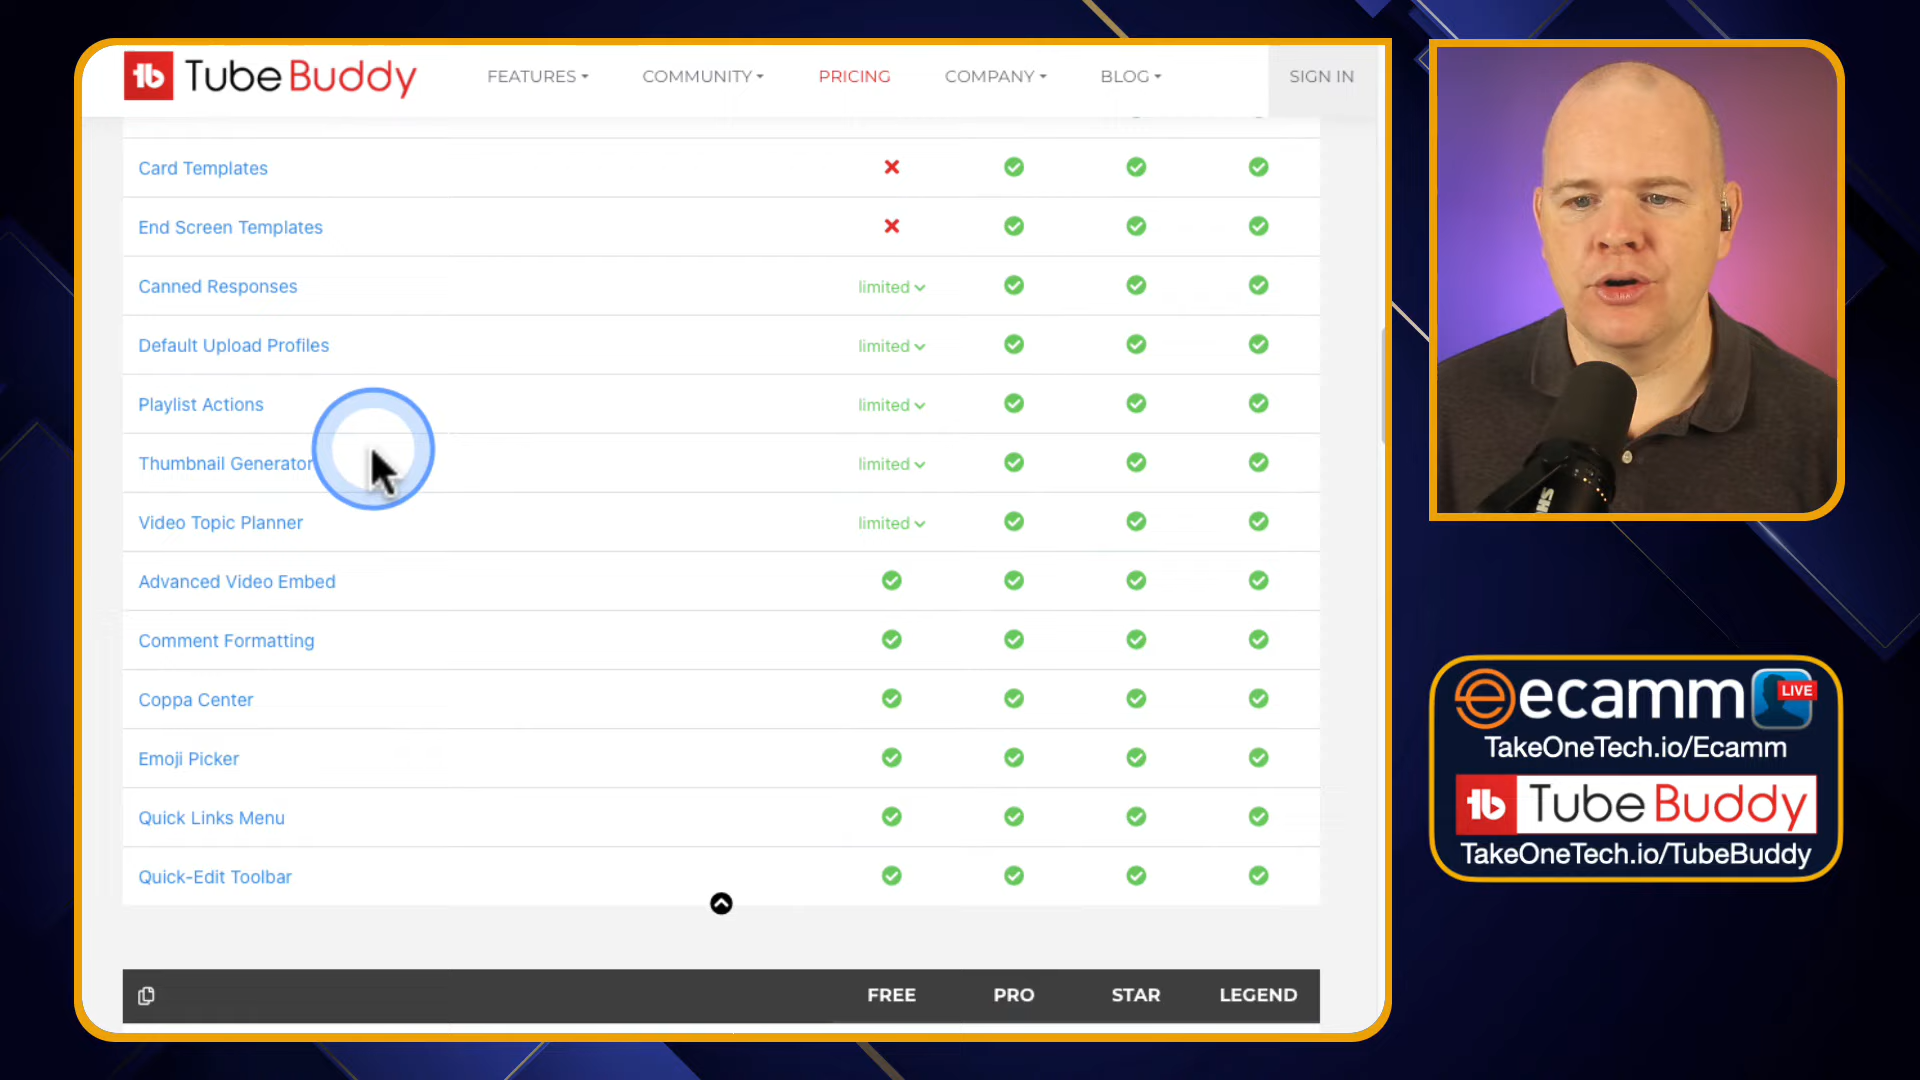 TubeBuddy
FEATURES
COMMUNITY
PRICING
COMPANY
BLOG
SIGN IN
Card Templates
End Screen Templates
Canned Responses limited
Default Upload Profiles limited
Playlist Actions limited
Thumbnail Generator limited
Video Topic Planner limited
Advanced Video Embed
Comment Formatting
Coppa Center
Emoji Picker
Quick Links Menu
Quick-Edit Toolbar
FREE PRO STAR LEGEND
ecamm LIVE
TakeOneTech.io/Ecamm
TubeBuddy
TakeOneTech.io/TubeBuddy